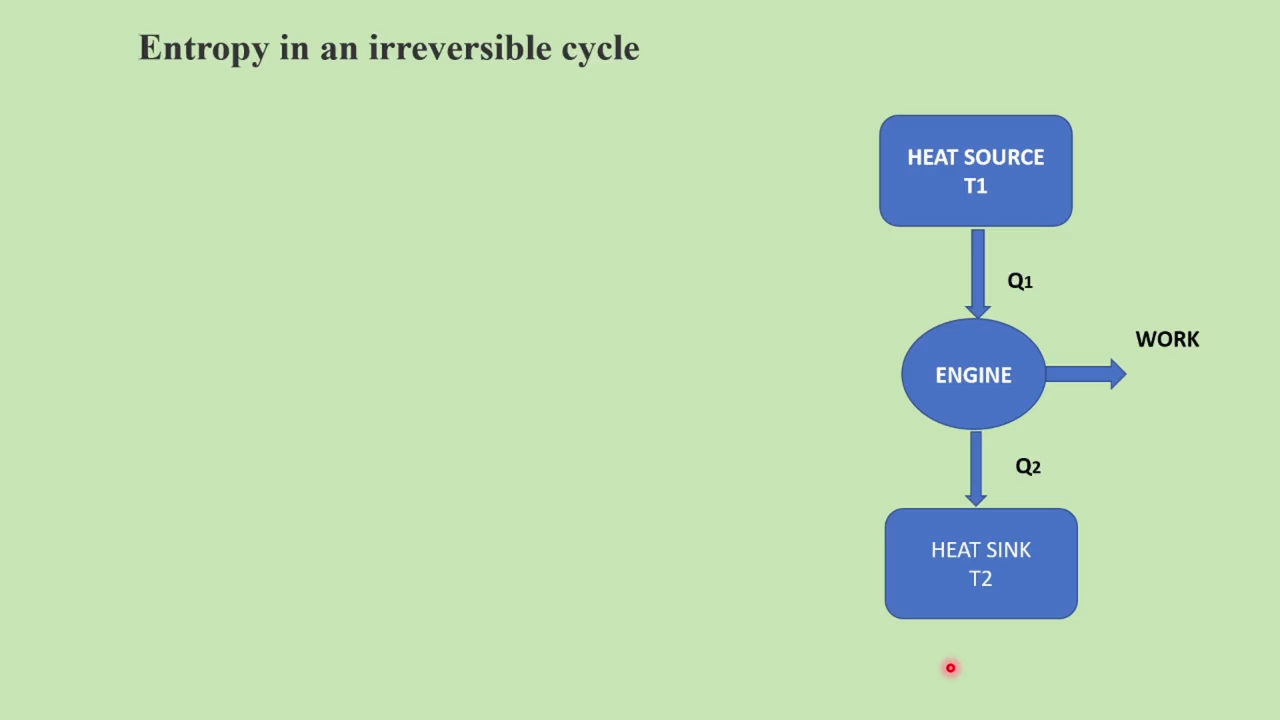 Entropy in an irreversible cycle
HEAT SOURCE
T1
Q1
WORK
ENGINE
Q2
HEAT SINK
T2